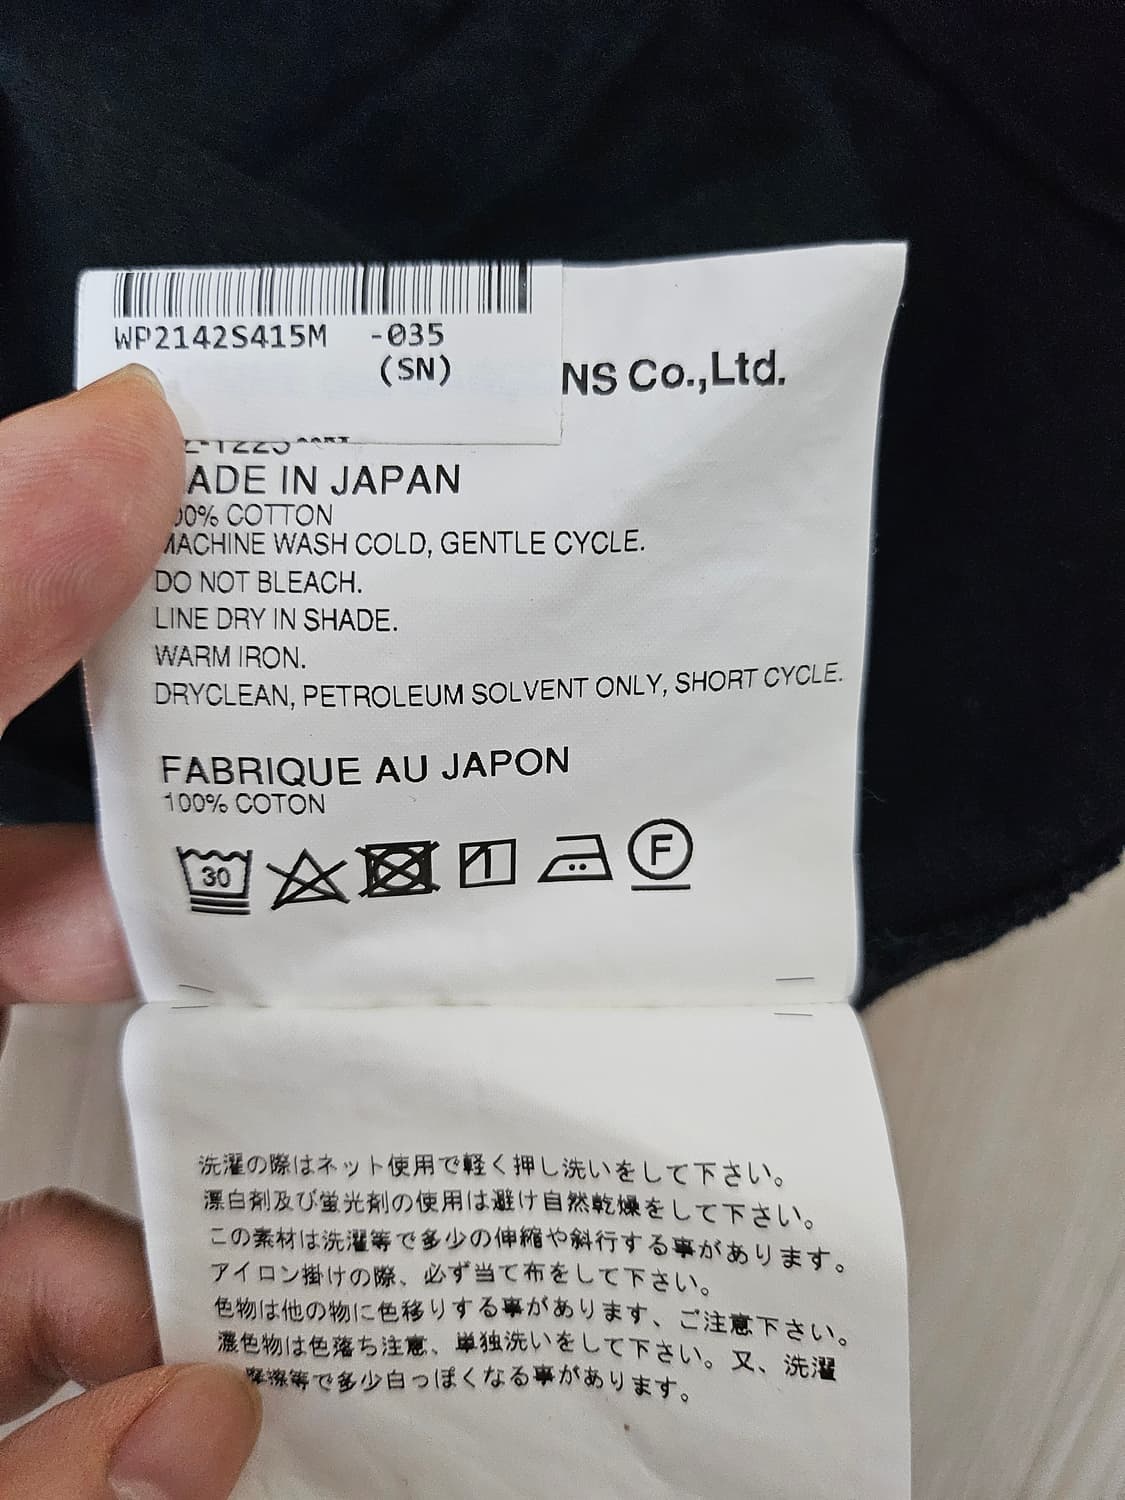 WP2142S415M -035
(SN)
NS Co.,Ltd.
ADE IN JAPAN
00% COTTON
MACHINE WASH COLD, GENTLE CYCLE.
DO NOT BLEACH.
LINE DRY IN SHADE.
WARM IRON.
DRYCLEAN, PETROLEUM SOLVENT ONLY, SHORT CYCLE.
FABRIQUE AU JAPON
100% COTON
30 F
洗濯の際はネット使用で軽く押し洗いをして下さい。
漂白剤及び蛍光剤の使用は避け自然乾燥をして下さい。
この素材は洗濯等で多少の伸縮や斜行する事があります。
アイロン掛けの際、必ず当て布をして下さい。
色物は他の物に色移りする事があります、ご注意下さい。
濃色物は色落ち注意、単独洗いをして下さい。又、洗濯
摩擦等で多少白っぽくなる事があります。